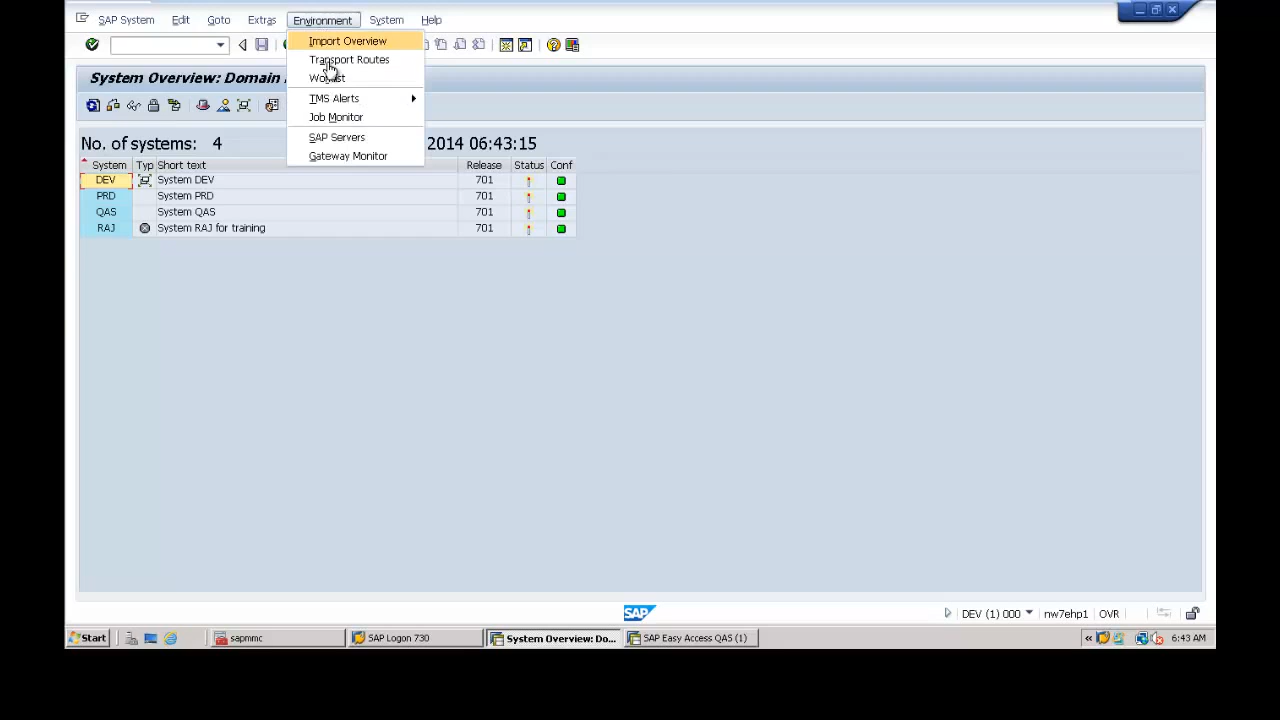 SAP System Edit Goto Extras Environment System Help
Import Overview
Transport Routes
System Overview: Domain
TMS Alerts
Job Monitor
SAP Servers
No. of systems: 4 2014 06:43:15
Gateway Monitor
System Typ Short text Release Status Conf
DEV System DEV 701
PRD System PRD 701
QAS System QAS 701
RAJ System RAJ for training 701
SAP
DEV (1) 000 nw7ehp1 OVR
Start sapmmc SAP Logon 730 System Overview: Do... SAP Easy Access QAS (1) « 6:43 AM